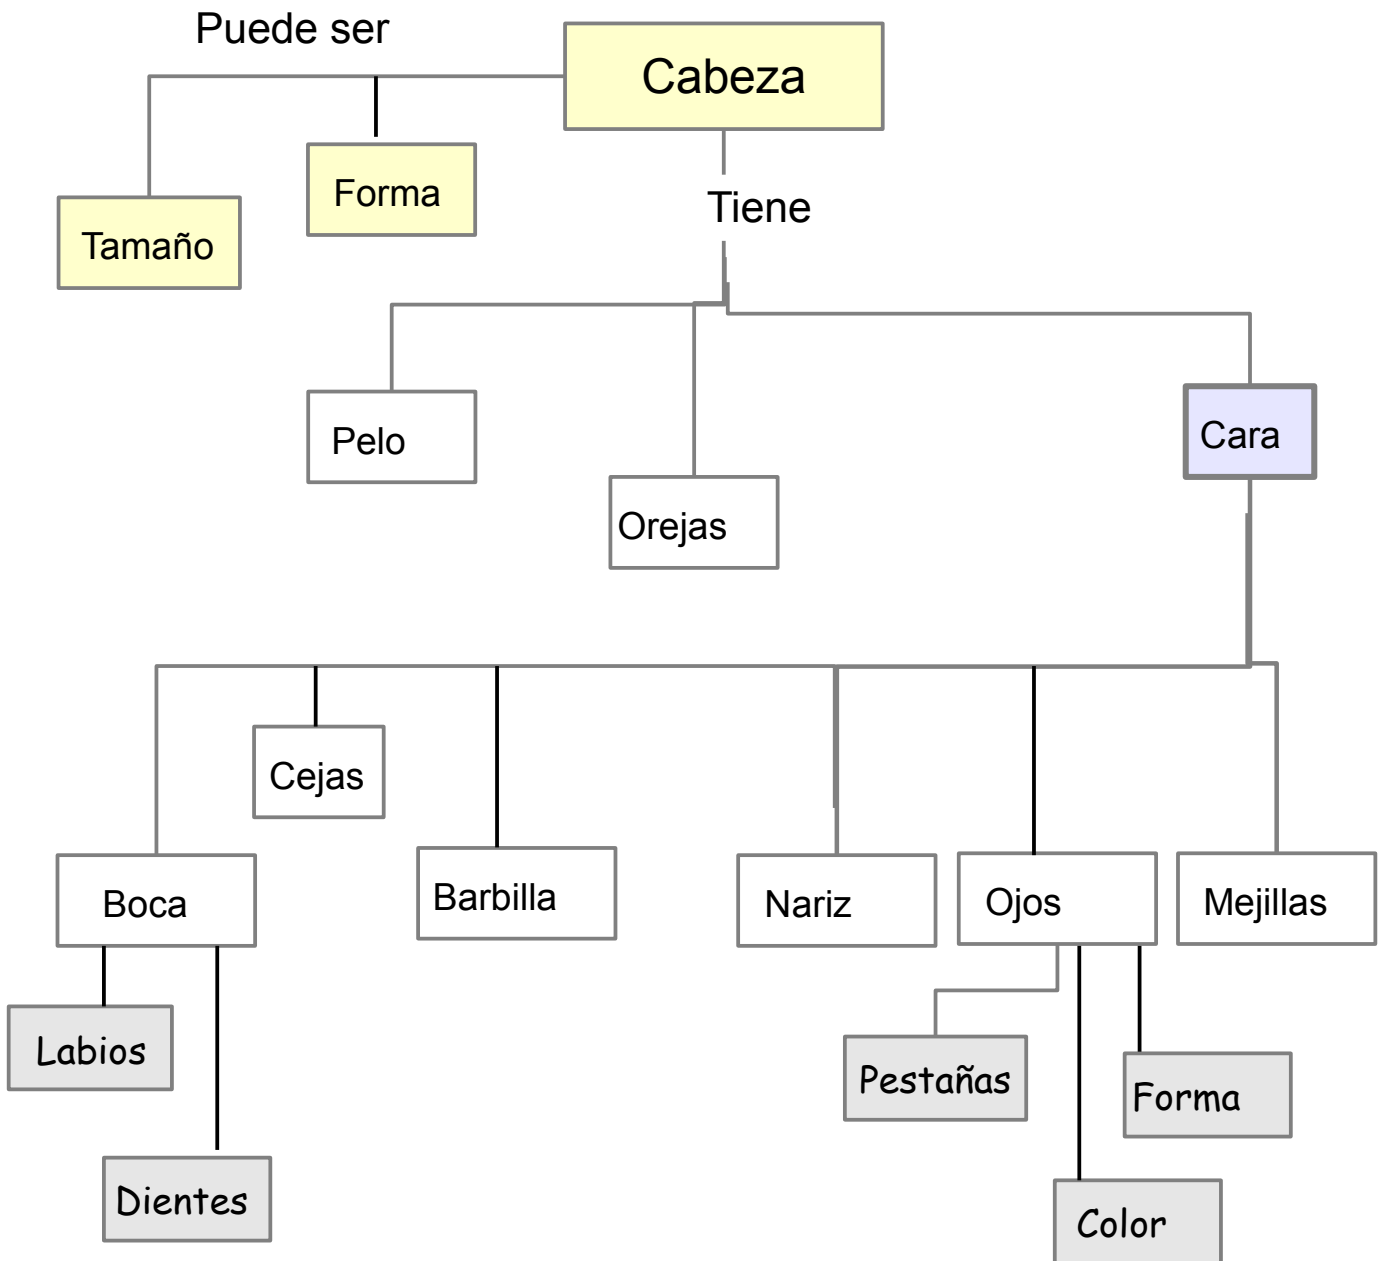 Puede ser
Cabeza
Forma
Tamaño
Tiene
Pelo
Cara
Orejas
Cejas
Boca
Barbilla
Nariz
Ojos
Mejillas
Labios
Pestañas
Forma
Dientes
Color